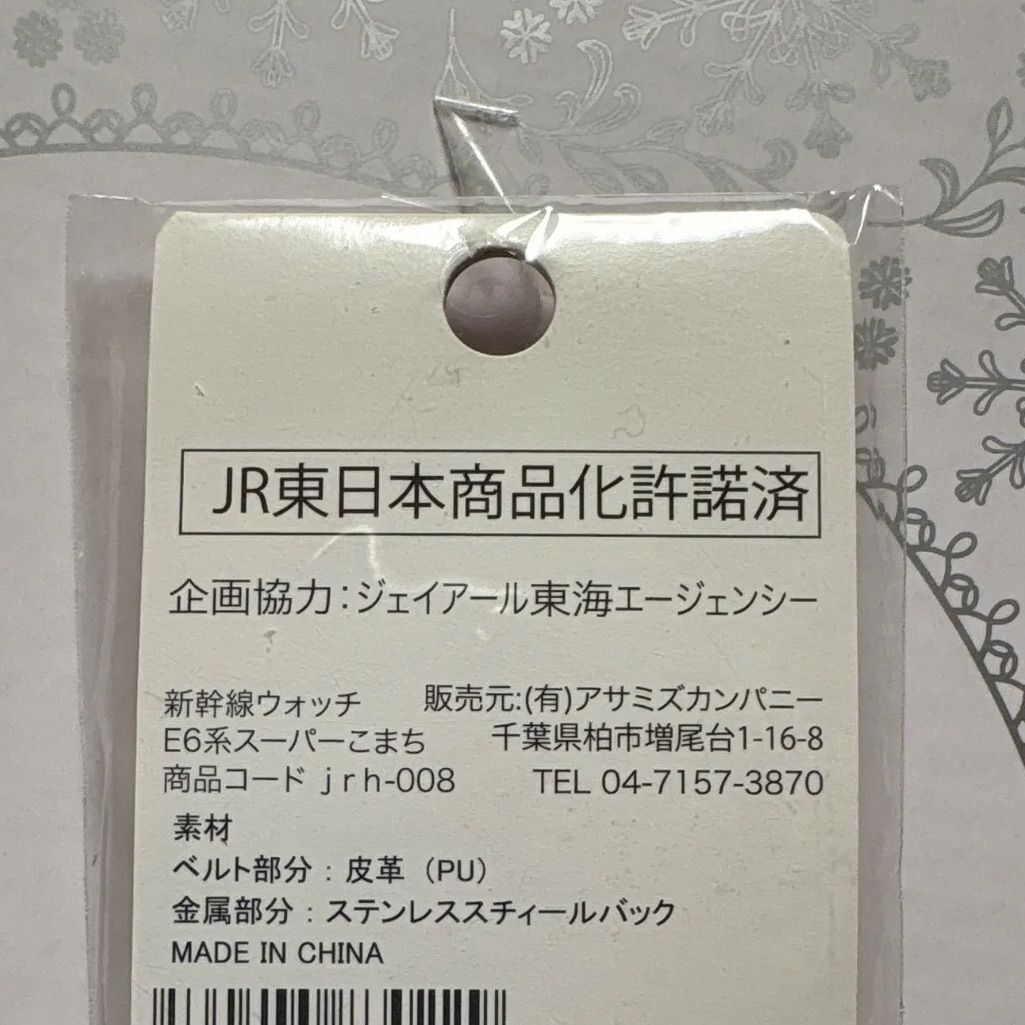 JR東日本商品化許諾済
企画協力:ジェイアール東海エージェンシー
新幹線ウォッチ
E6系スーパーこまち
商品コード jrh-008
販売元:(有)アサミズカンパニー
千葉県柏市増尾台1-16-8
TEL 04-7157-3870
素材
ベルト部分:皮革(PU)
金属部分:ステンレススチィールバック
MADE IN CHINA